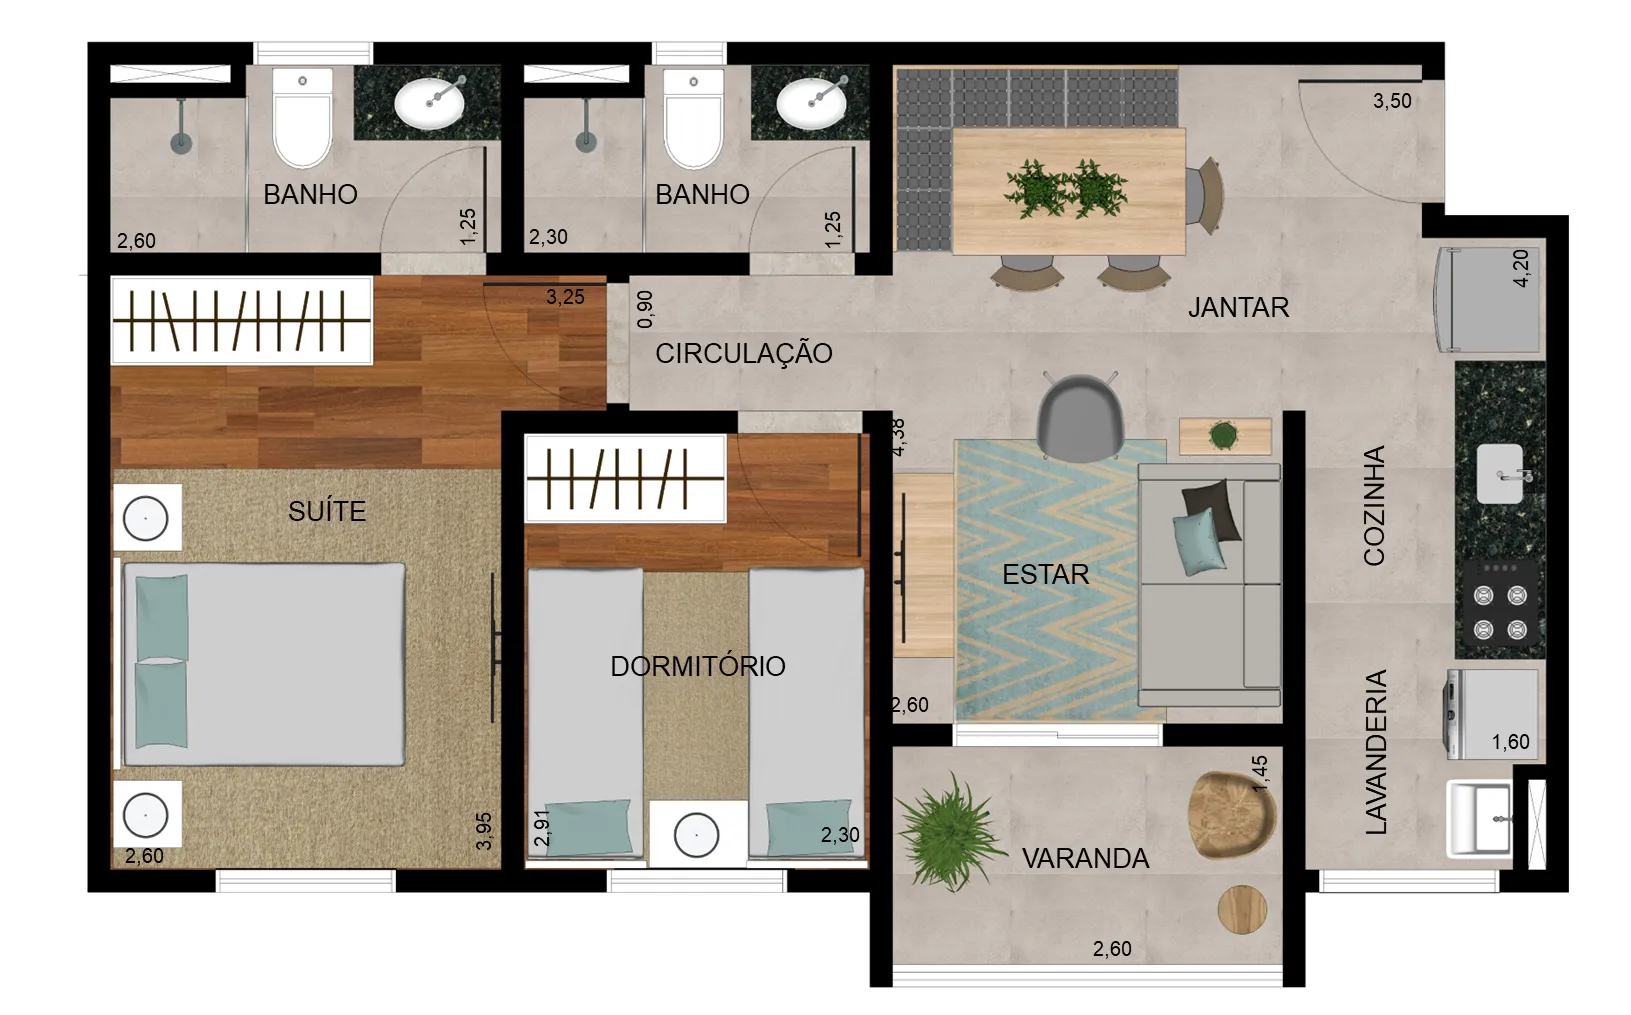 3,50
BANHO
BANHO
1,25
1,25
2,60
2,30
4,20
3,25
0,90
JANTAR
CIRCULAÇÃO
4,38
SUÍTE
COZINHA
ESTAR
DORMITÓRIO
2,60
LAVANDERIA
1,60
1,45
2,91
2,30
3,95
2,60
VARANDA
2,60